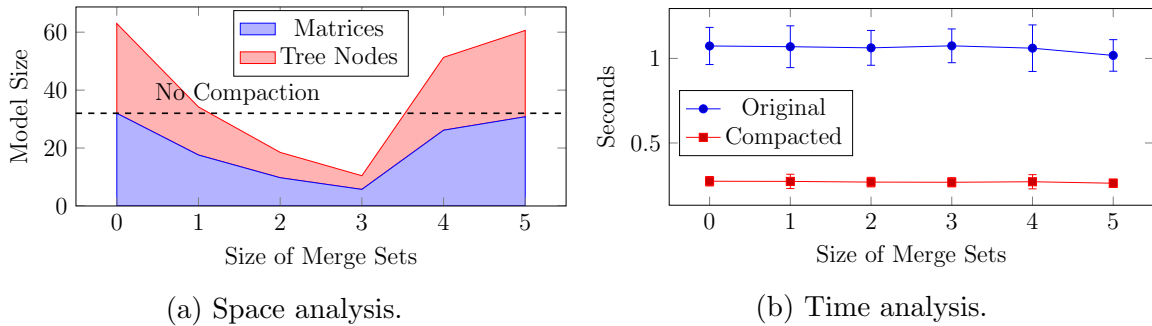 60
40
20
0
Model Size
Matrices
Tree Nodes
No Compaction
0 1 2 3 4 5
Size of Merge Sets
(a) Space analysis.
1
0.5
Seconds
Original
Compacted
0 1 2 3 4 5
Size of Merge Sets
(b) Time analysis.